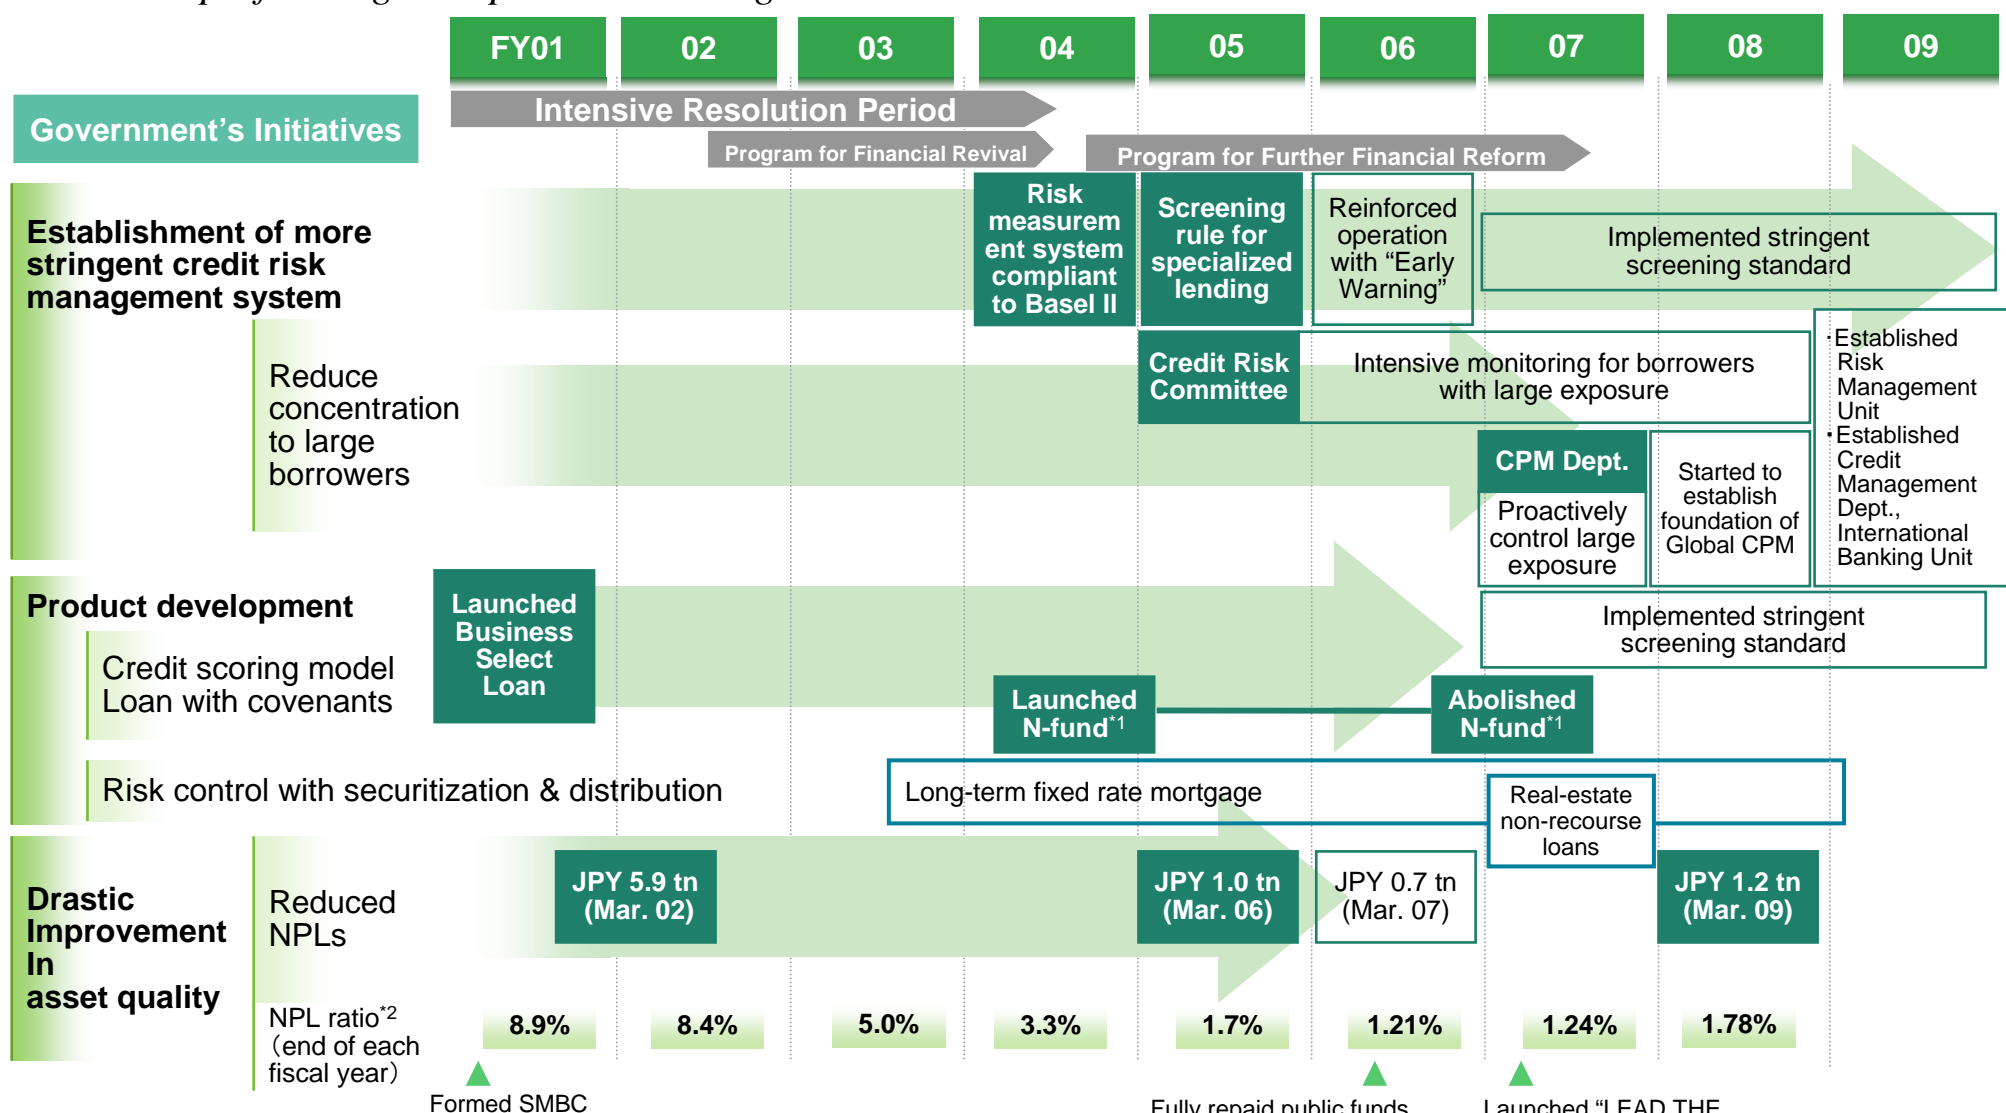 FY01 02 03 04 05 06 07 08 09
Government’s Initiatives
Intensive Resolution Period
Program for Financial Revival
Program for Further Financial Reform
Establishment of more
stringent credit risk
management system
Risk
measurem
ent system
compliant
to Basel II
Screening
rule for
specialized
lending
Reinforced
operation
with “Early
Warning”
Implemented stringent
screening standard
Reduce
concentration
to large
borrowers
Credit Risk
Committee
Intensive monitoring for borrowers
with large exposure
CPM Dept.
Proactively
control large
exposure
Started to
establish
foundation of
Global CPM
・Established
Risk
Management
Unit
・Established
Credit
Management
Dept.,
International
Banking Unit
Product development
Launched
Business
Select
Loan
Implemented stringent
screening standard
Credit scoring model
Loan with covenants
Launched
N-fund*1
Abolished
N-fund*1
Risk control with securitization & distribution
Long-term fixed rate mortgage
Real-estate
non-recourse
loans
Drastic
Improvement
In
asset quality
Reduced
NPLs
JPY 5.9 tn
(Mar. 02)
JPY 1.0 tn
(Mar. 06)
JPY 0.7 tn
(Mar. 07)
JPY 1.2 tn
(Mar. 09)
NPL ratio*2
（end of each
fiscal year）
8.9% 8.4% 5.0% 3.3% 1.7% 1.21% 1.24% 1.78%
Formed SMBC
Fully repaid public funds
Launched “LEAD THE